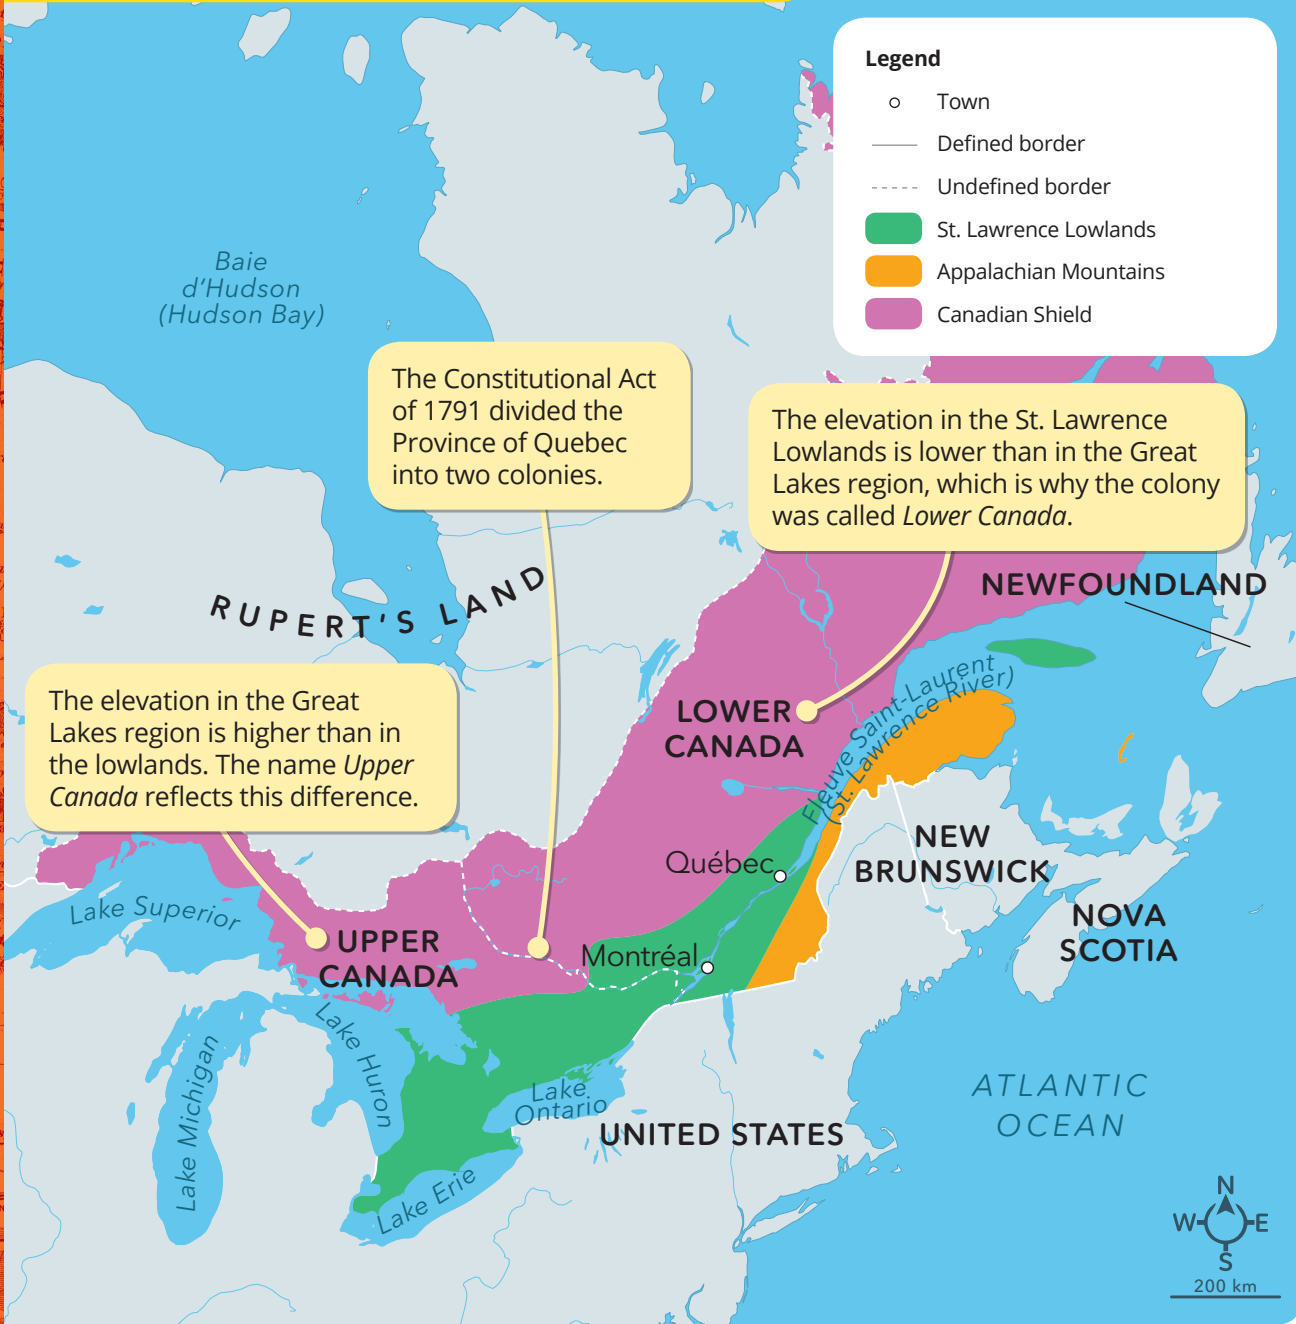 Legend
Town
Defined border
Undefined border
St. Lawrence Lowlands
Appalachian Mountains
Canadian Shield
Baie
d'Hudson
(Hudson Bay)
The Constitutional Act
of 1791 divided the
Province of Quebec
into two colonies.
The elevation in the St. Lawrence
Lowlands is lower than in the Great
Lakes region, which is why the colony
was called Lower Canada.
RUPERT'S LAND
NEWFOUNDLAND
The elevation in the Great
Lakes region is higher than in
the lowlands. The name Upper
Canada reflects this difference.
LOWER
CANADA
Fleuve Saint-Laurent
(St. Lawrence River)
NEW
BRUNSWICK
Québec
Lake Superior
UPPER
CANADA
Montréal
NOVA
SCOTIA
Lake Michigan
Lake Huron
Lake
Ontario
UNITED STATES
Lake Erie
ATLANTIC
OCEAN
N
W E
S
200 km